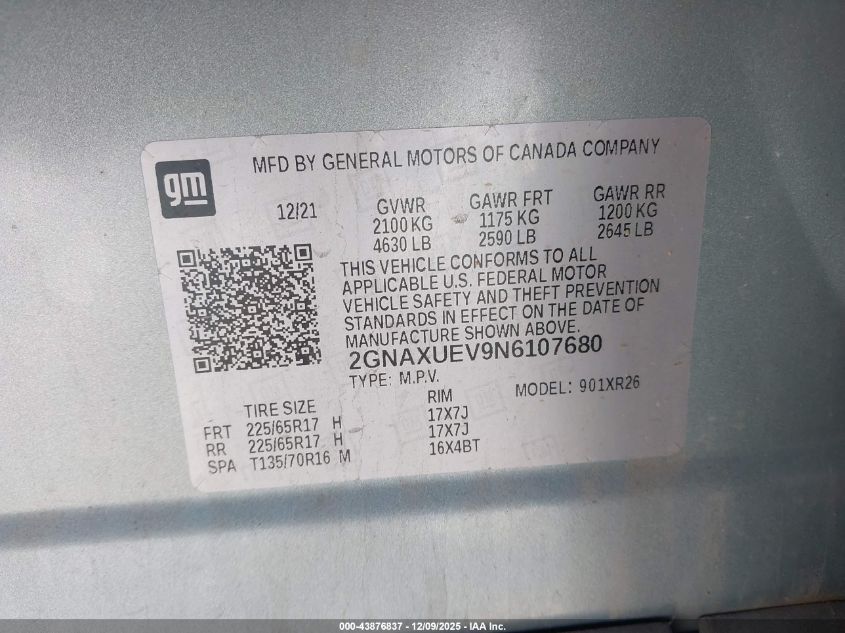 gm
MFD BY GENERAL MOTORS OF CANADA COMPANY
12/21
GVWR
2100 KG
4630 LB
GAWR FRT
1175 KG
2590 LB
GAWR RR
1200 KG
2645 LB
THIS VEHICLE CONFORMS TO ALL
APPLICABLE U.S. FEDERAL MOTOR
VEHICLE SAFETY AND THEFT PREVENTION
STANDARDS IN EFFECT ON THE DATE OF
MANUFACTURE SHOWN ABOVE.
2GNAXUEV9N6107680
TYPE: M.P.V.
MODEL: 901XR26
TIRE SIZE RIM
FRT 225/65R17 H 17X7J
RR 225/65R17 H 17X7J
SPA T135/70R16 M 16X4BT
000-43876837 - 12/09/2025 - IAA Inc.